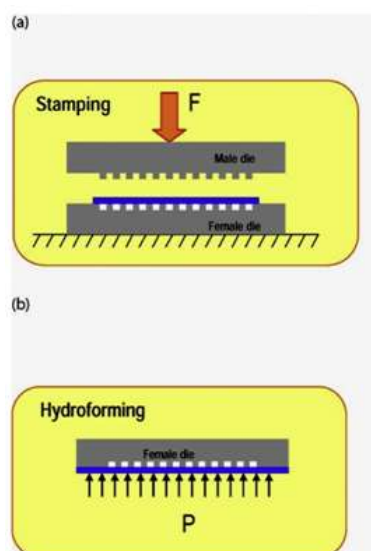 (a)
Stamping
F
Male die
Female die
(b)
Hydroforming
Female die
P